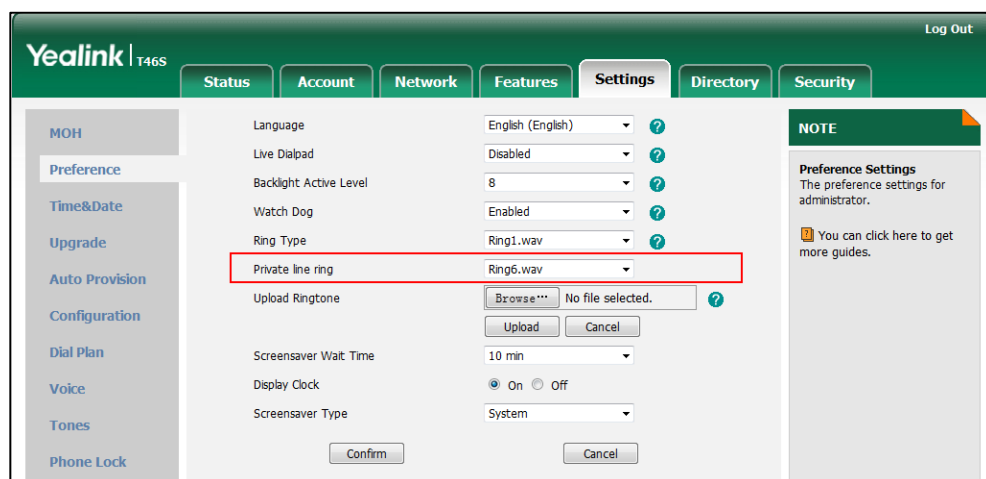 Log Out
Yealink T46S
Status Account Network Features Settings Directory Security
MOH
Preference
Time&Date
Upgrade
Auto Provision
Configuration
Dial Plan
Voice
Tones
Phone Lock
Language English (English) ?
Live Dialpad Disabled ?
Backlight Active Level 8 ?
Watch Dog Enabled ?
Ring Type Ring1.wav ?
Private line ring Ring6.wav
Upload Ringtone Browse… No file selected. ?
Upload Cancel
Screensaver Wait Time 10 min
Display Clock On Off
Screensaver Type System
Confirm Cancel
NOTE
Preference Settings
The preference settings for
administrator.
? You can click here to get
more guides.